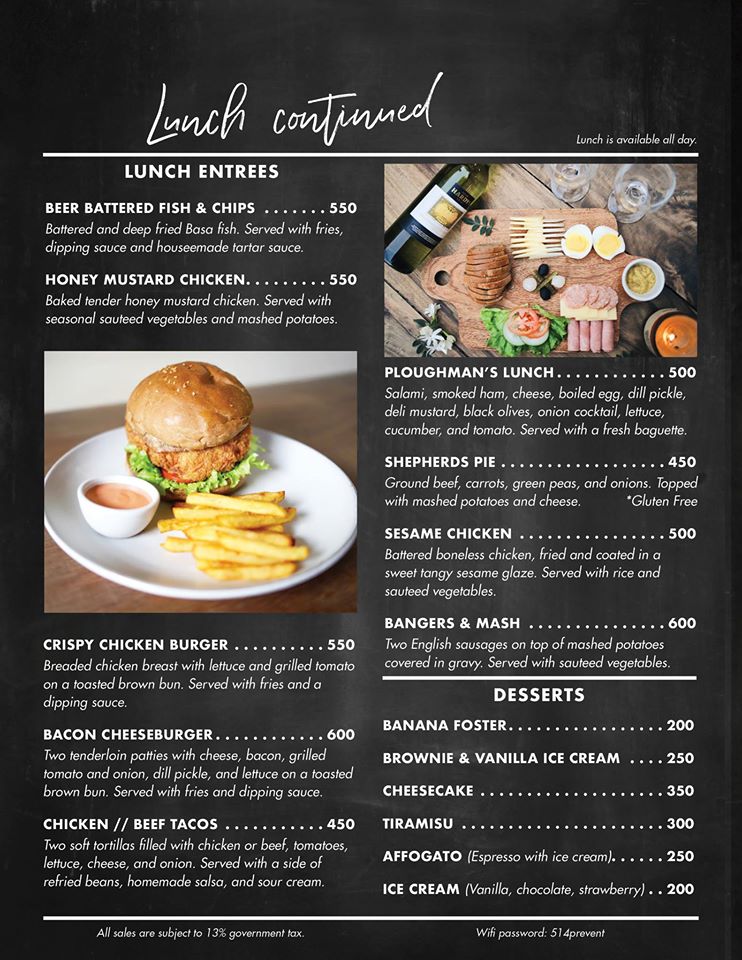 Lunch continued
Lunch is available all day.
LUNCH ENTREES
BEER BATTERED FISH & CHIPS . . . . . . . 550
Battered and deep fried Basa fish. Served with fries,
dipping sauce and houseemade tartar sauce.
HONEY MUSTARD CHICKEN. . . . . . . . . 550
Baked tender honey mustard chicken. Served with
seasonal sauteed vegetables and mashed potatoes.
CRISPY CHICKEN BURGER . . . . . . . . . . 550
Breaded chicken breast with lettuce and grilled tomato
on a toasted brown bun. Served with fries and a
dipping sauce.
BACON CHEESEBURGER. . . . . . . . . . . . 600
Two tenderloin patties with cheese, bacon, grilled
tomato and onion, dill pickle, and lettuce on a toasted
brown bun. Served with fries and dipping sauce.
CHICKEN // BEEF TACOS . . . . . . . . . . . 450
Two soft tortillas filled with chicken or beef, tomatoes,
lettuce, cheese, and onion. Served with a side of
refried beans, homemade salsa, and sour cream.
HARDYS
PLOUGHMAN'S LUNCH . . . . . . . . . . . . 500
Salami, smoked ham, cheese, boiled egg, dill pickle,
deli mustard, black olives, onion cocktail, lettuce,
cucumber, and tomato. Served with a fresh baguette.
SHEPHERDS PIE . . . . . . . . . . . . . . . . . . 450
Ground beef, carrots, green peas, and onions. Topped
with mashed potatoes and cheese. *Gluten Free
SESAME CHICKEN . . . . . . . . . . . . . . . . 500
Battered boneless chicken, fried and coated in a
sweet tangy sesame glaze. Served with rice and
sauteed vegetables.
BANGERS & MASH . . . . . . . . . . . . . . . 600
Two English sausages on top of mashed potatoes
covered in gravy. Served with sauteed vegetables.
DESSERTS
BANANA FOSTER. . . . . . . . . . . . . . . . . 200
BROWNIE & VANILLA ICE CREAM . . . . 250
CHEESECAKE . . . . . . . . . . . . . . . . . . . . 350
TIRAMISU . . . . . . . . . . . . . . . . . . . . . . 300
AFFOGATO (Espresso with ice cream). . . . . . 250
ICE CREAM (Vanilla, chocolate, strawberry) . . 200
All sales are subject to 13% government tax.
Wifi password: 514prevent